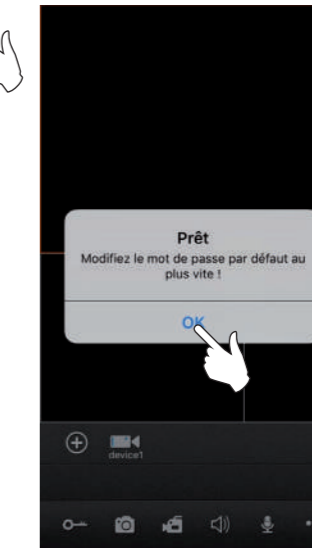 Prêt
Modifiez le mot de passe par défaut au
plus vite !
OK
device1